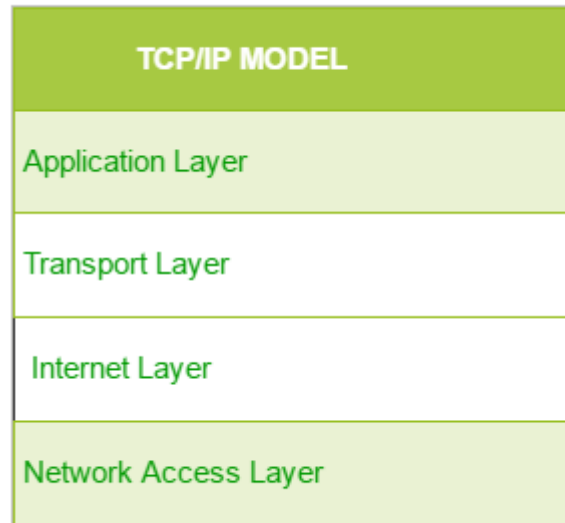 TCP/IP MODEL
Application Layer
Transport Layer
Internet Layer
Network Access Layer